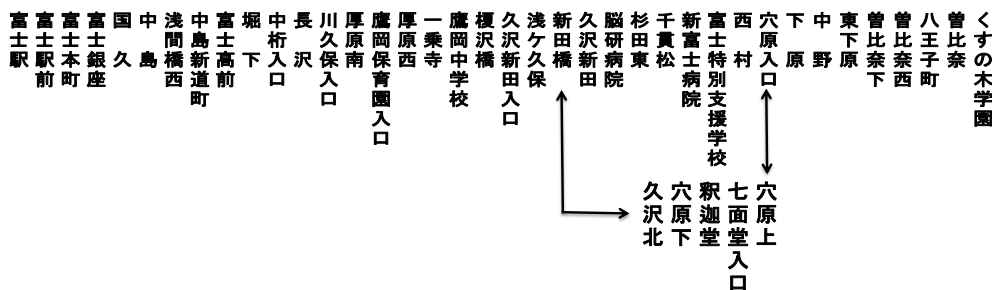 富士駅
富士駅前
富士本町
富士銀座
国久
中島
浅間橋西
中島新道町
富士高前
堀下
中桁入口
長沢
川久保入口
厚原南
鷹岡保育園入口
厚原西
一乗寺
鷹岡中学校
榎沢橋
久沢新田入口
浅ケ久保
新田橋
久沢新田
脳研病院
杉田東
千貫松
新富士病院
富士特別支援学校
西村
穴原入口
下原
中野
東下原
曽比奈下
曽比奈西
八王子町
曽比奈
くすの木学園
久沢北
穴原下
釈迦堂
七面堂入口
穴原上